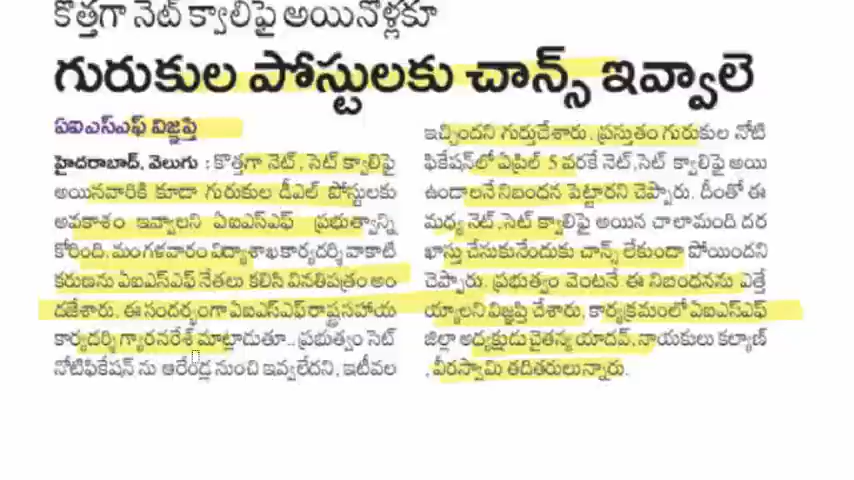 కొత్తగా నెట్ క్వాలిఫై అయినోళ్లకూ
గురుకుల పోస్టులకు చాన్స్ ఇవ్వాలె
ఏఐఎస్ఎఫ్ విజ్ఞప్తి
హైదరాబాద్, వెలుగు : కొత్తగా నెట్, సెట్ క్వాలిఫై
అయినవారికి కూడా గురుకుల డీఎల్ పోస్టులకు
అవకాశం ఇవ్వాలని ఏఐఎస్ఎఫ్ ప్రభుత్వాన్ని
కోరింది. మంగళవారం విద్యాశాఖ కార్యదర్శి వాకాటి
కరుణను ఏఐఎస్ఎఫ్ నేతలు కలిసి వినతిపత్రం అం
దజేశారు. ఈ సందర్భంగా ఏఐఎస్ఎఫ్ రాష్ట్ర సహాయ
కార్యదర్శి గ్యార నరేశ్ మాట్లాడుతూ.. ప్రభుత్వం సెట్
నోటిఫికేషన్ ను ఆరేండ్ల నుంచి ఇవ్వలేదని, ఇటీవల
ఇచ్చిందని గుర్తుచేశారు. ప్రస్తుతం గురుకుల నోటి
ఫికేషన్‌లో ఏప్రిల్ 5 వరకే నెట్,సెట్ క్వాలిఫై అయి
ఉండాలనే నిబంధన పెట్టారని చెప్పారు. దీంతో ఈ
మధ్య నెట్,సెట్ క్వాలిఫై అయిన చాలామంది దర
ఖాస్తు చేసుకునేందుకు చాన్స్ లేకుండా పోయిందని
చెప్పారు. ప్రభుత్వం వెంటనే ఈ నిబంధనను ఎత్తే
యాలని విజ్ఞప్తి చేశారు. కార్యక్రమంలో ఏఐఎస్ఎఫ్
జిల్లా అధ్యక్షుడు చైతన్య యాదవ్, నాయకులు కల్యాణ్
, వీరస్వామి తదితరులున్నారు.